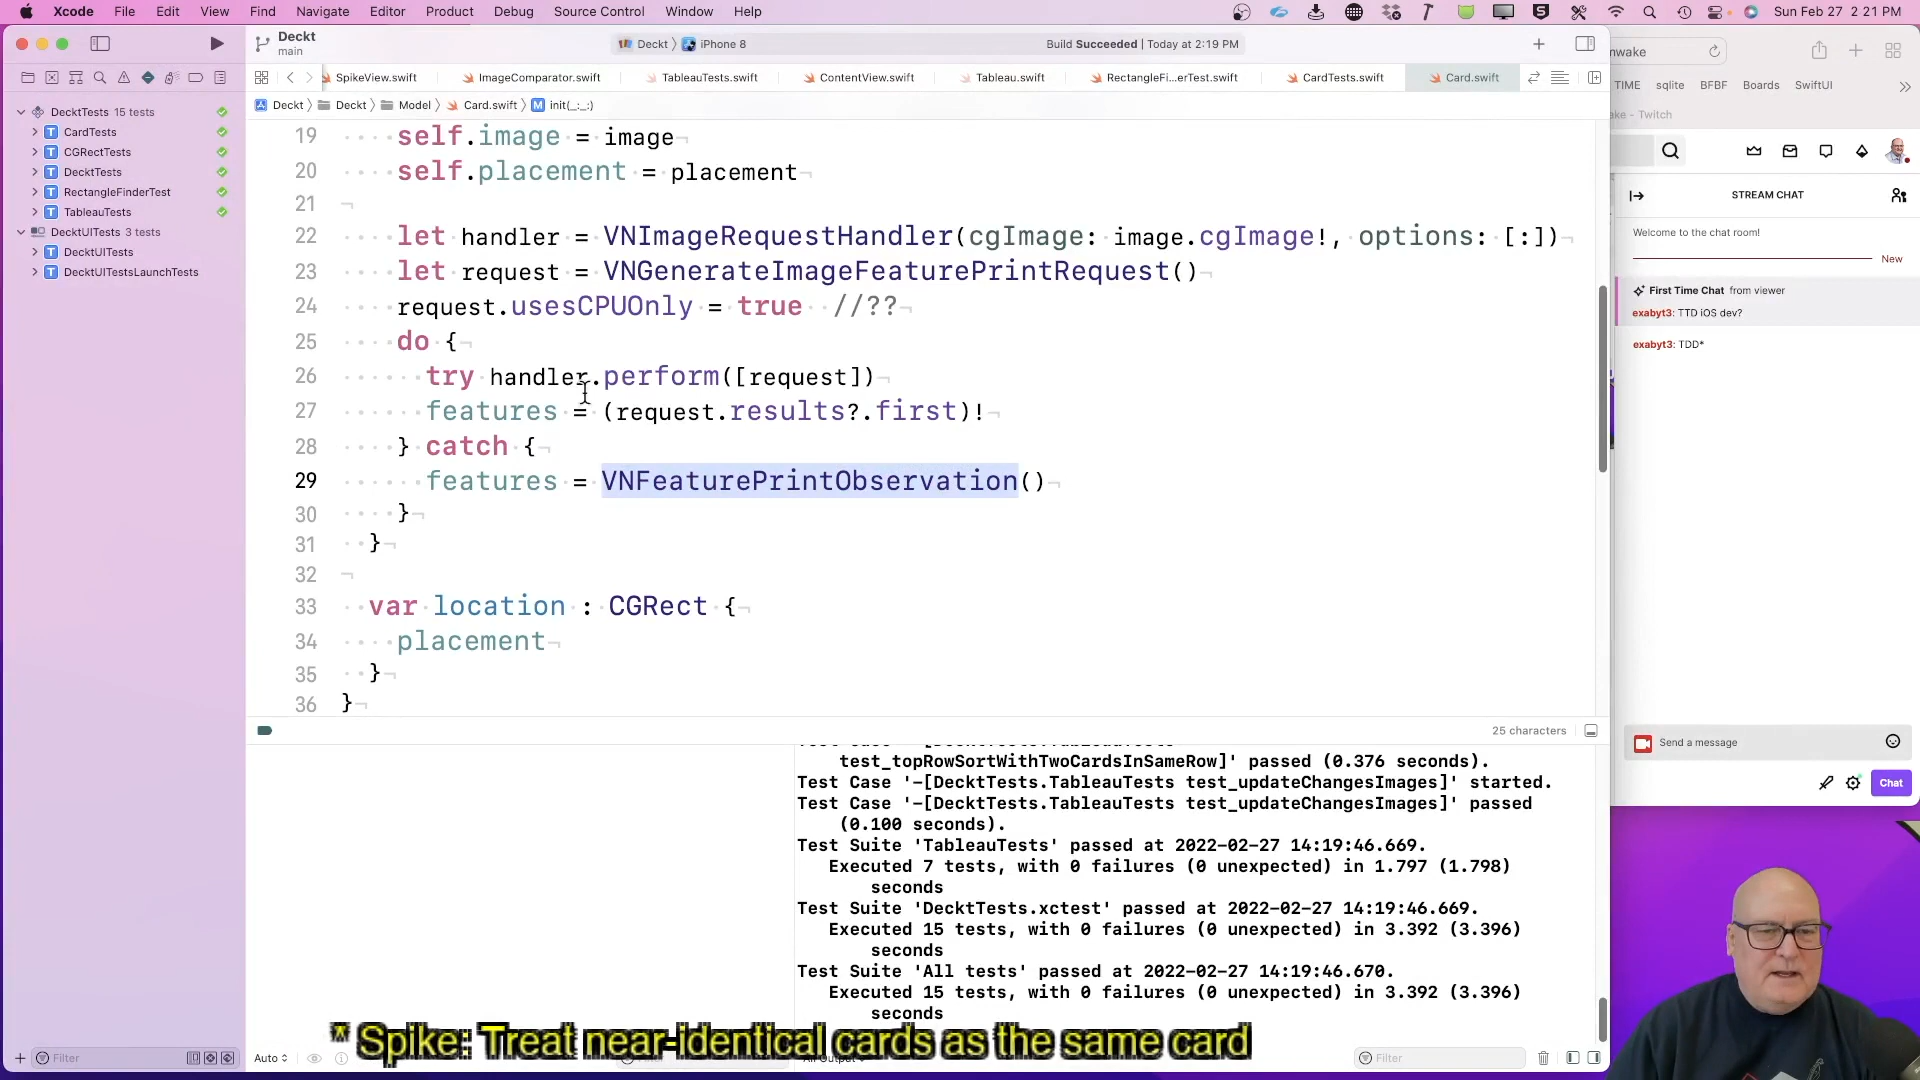 Xcode File Edit View Find Navigate Editor Product Debug Source Control Window Help Sun Feb 27 2:21 PM
Deckt
main
Deckt iPhone 8 Build Succeeded | Today at 2:19 PM
SpikeView.swift ImageComparator.swift TableauTests.swift ContentView.swift Tableau.swift RectangleFi...erTest.swift CardTests.swift Card.swift
Deckt Deckt Model Card.swift M init(_:_:)
DecktTests 15 tests
T CardTests
T CGRectTests
T DecktTests
T RectangleFinderTest
T TableauTests
DecktUITests 3 tests
T DecktUITests
T DecktUITestsLaunchTests
19 self.image = image
20 self.placement = placement
21
22 let handler = VNImageRequestHandler(cgImage: image.cgImage!, options: [:])
23 let request = VNGenerateImageFeaturePrintRequest()
24 request.usesCPUOnly = true //??
25 do {
26 try handler.perform([request])
27 features = (request.results?.first)!
28 } catch {
29 features = VNFeaturePrintObservation()
30 }
31 }
32
33 var location : CGRect {
34 placement
35 }
36 }
25 characters
test_topRowSortWithTwoCardsInSameRow]' passed (0.376 seconds).
Test Case '-[DecktTests.TableauTests test_updateChangesImages]' started.
Test Case '-[DecktTests.TableauTests test_updateChangesImages]' passed
(0.100 seconds).
Test Suite 'TableauTests' passed at 2022-02-27 14:19:46.669.
Executed 7 tests, with 0 failures (0 unexpected) in 1.797 (1.798)
seconds
Test Suite 'DecktTests.xctest' passed at 2022-02-27 14:19:46.669.
Executed 15 tests, with 0 failures (0 unexpected) in 3.392 (3.396)
seconds
Test Suite 'All tests' passed at 2022-02-27 14:19:46.670.
Executed 15 tests, with 0 failures (0 unexpected) in 3.392 (3.396)
seconds
* Spike: Treat near-identical cards as the same card
Filter
Auto
Filter
nwake
TIME sqlite BFBF Boards SwiftUI
ke - Twitch
STREAM CHAT
Welcome to the chat room!
New
First Time Chat from viewer
exabyt3: TTD iOS dev?
exabyt3: TDD*
Send a message
Chat